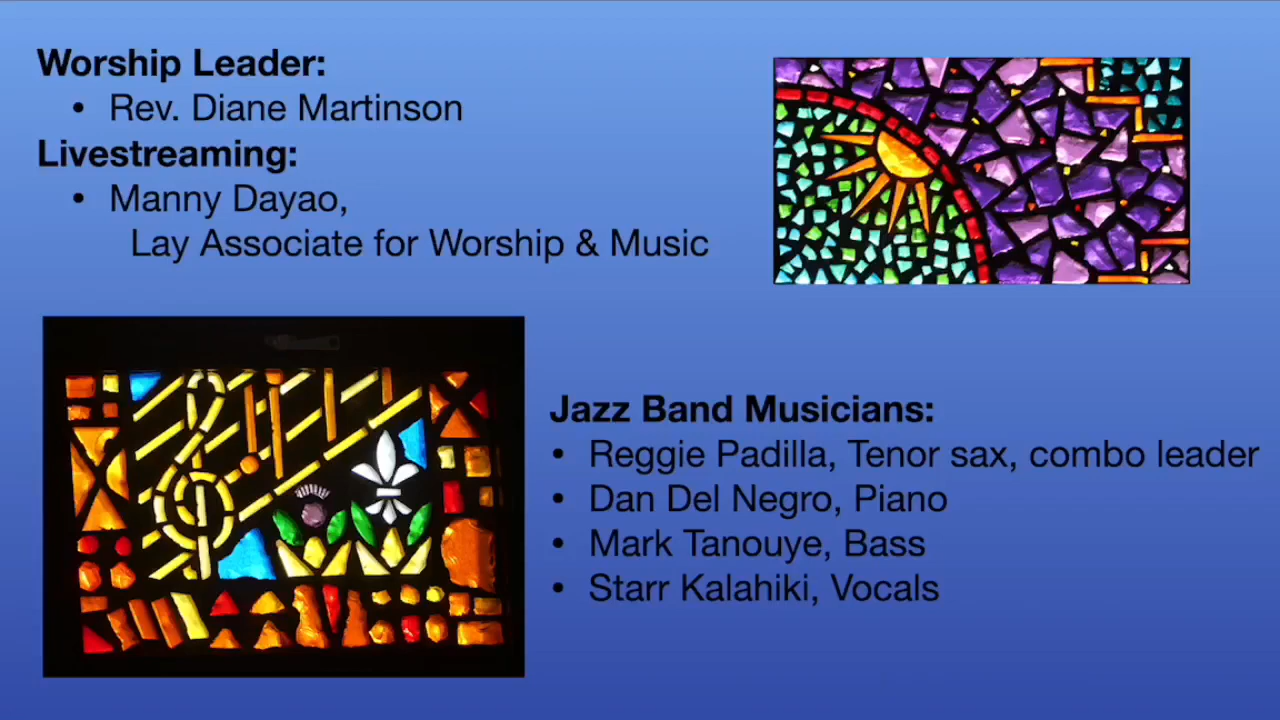 Worship Leader:
• Rev. Diane Martinson
Livestreaming:
• Manny Dayao,
Lay Associate for Worship & Music
Jazz Band Musicians:
• Reggie Padilla, Tenor sax, combo leader
• Dan Del Negro, Piano
• Mark Tanouye, Bass
• Starr Kalahiki, Vocals